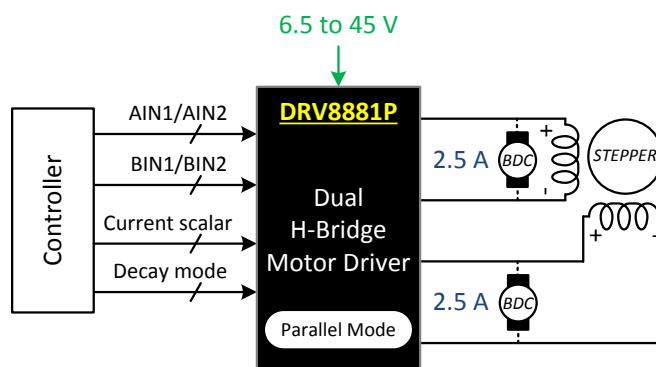 6.5 to 45 V
Controller
AIN1/AIN2
BIN1/BIN2
Current scalar
Decay mode
DRV8881P
Dual
H-Bridge
Motor Driver
Parallel Mode
2.5 A
BDC
+
-
STEPPER
+
-
2.5 A
BDC